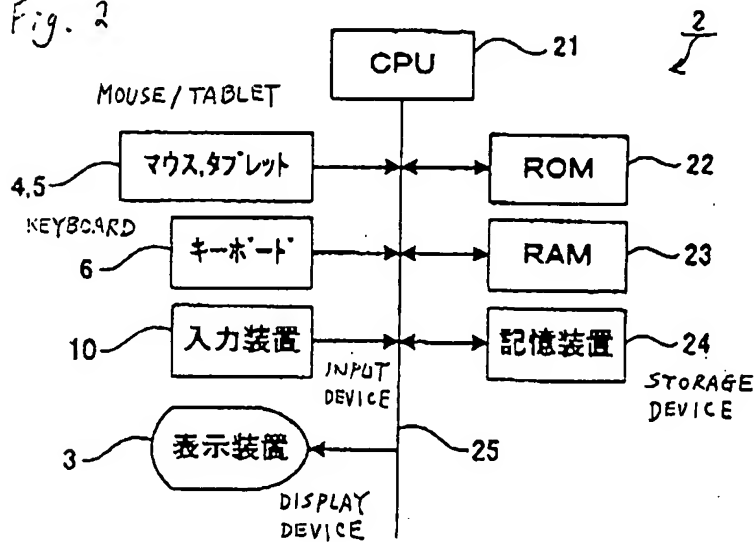 Fig. 2
2
CPU
21
MOUSE/TABLET
マウス,タブレット
4,5
ROM
22
KEYBOARD
キーボード
6
RAM
23
入力装置
10
INPUT
DEVICE
記憶装置
24
STORAGE
DEVICE
表示装置
3
25
DISPLAY
DEVICE